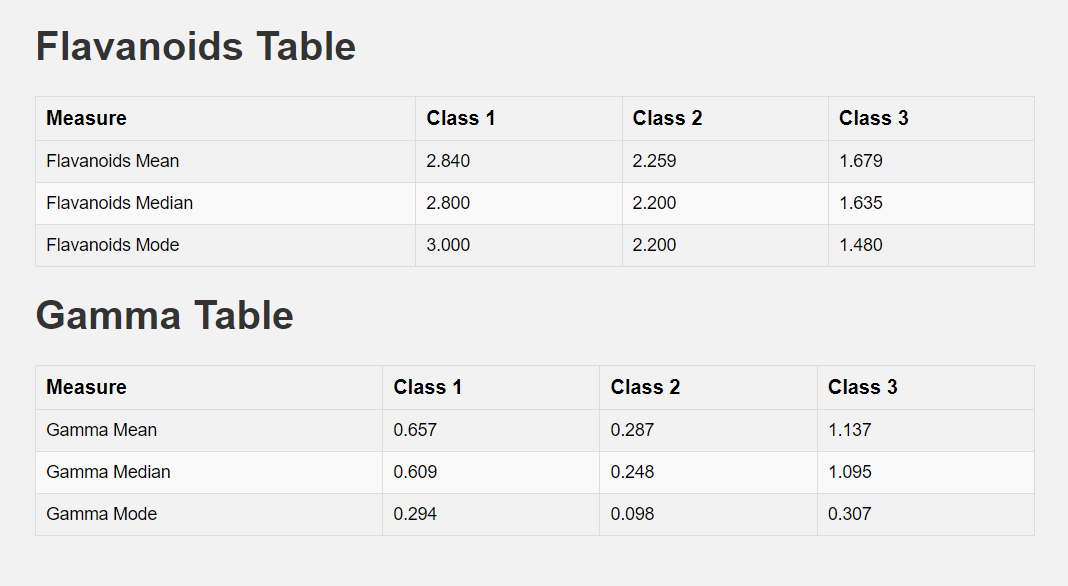 Flavanoids Table
Measure Class 1 Class 2 Class 3
Flavanoids Mean 2.840 2.259 1.679
Flavanoids Median 2.800 2.200 1.635
Flavanoids Mode 3.000 2.200 1.480
Gamma Table
Measure Class 1 Class 2 Class 3
Gamma Mean 0.657 0.287 1.137
Gamma Median 0.609 0.248 1.095
Gamma Mode 0.294 0.098 0.307